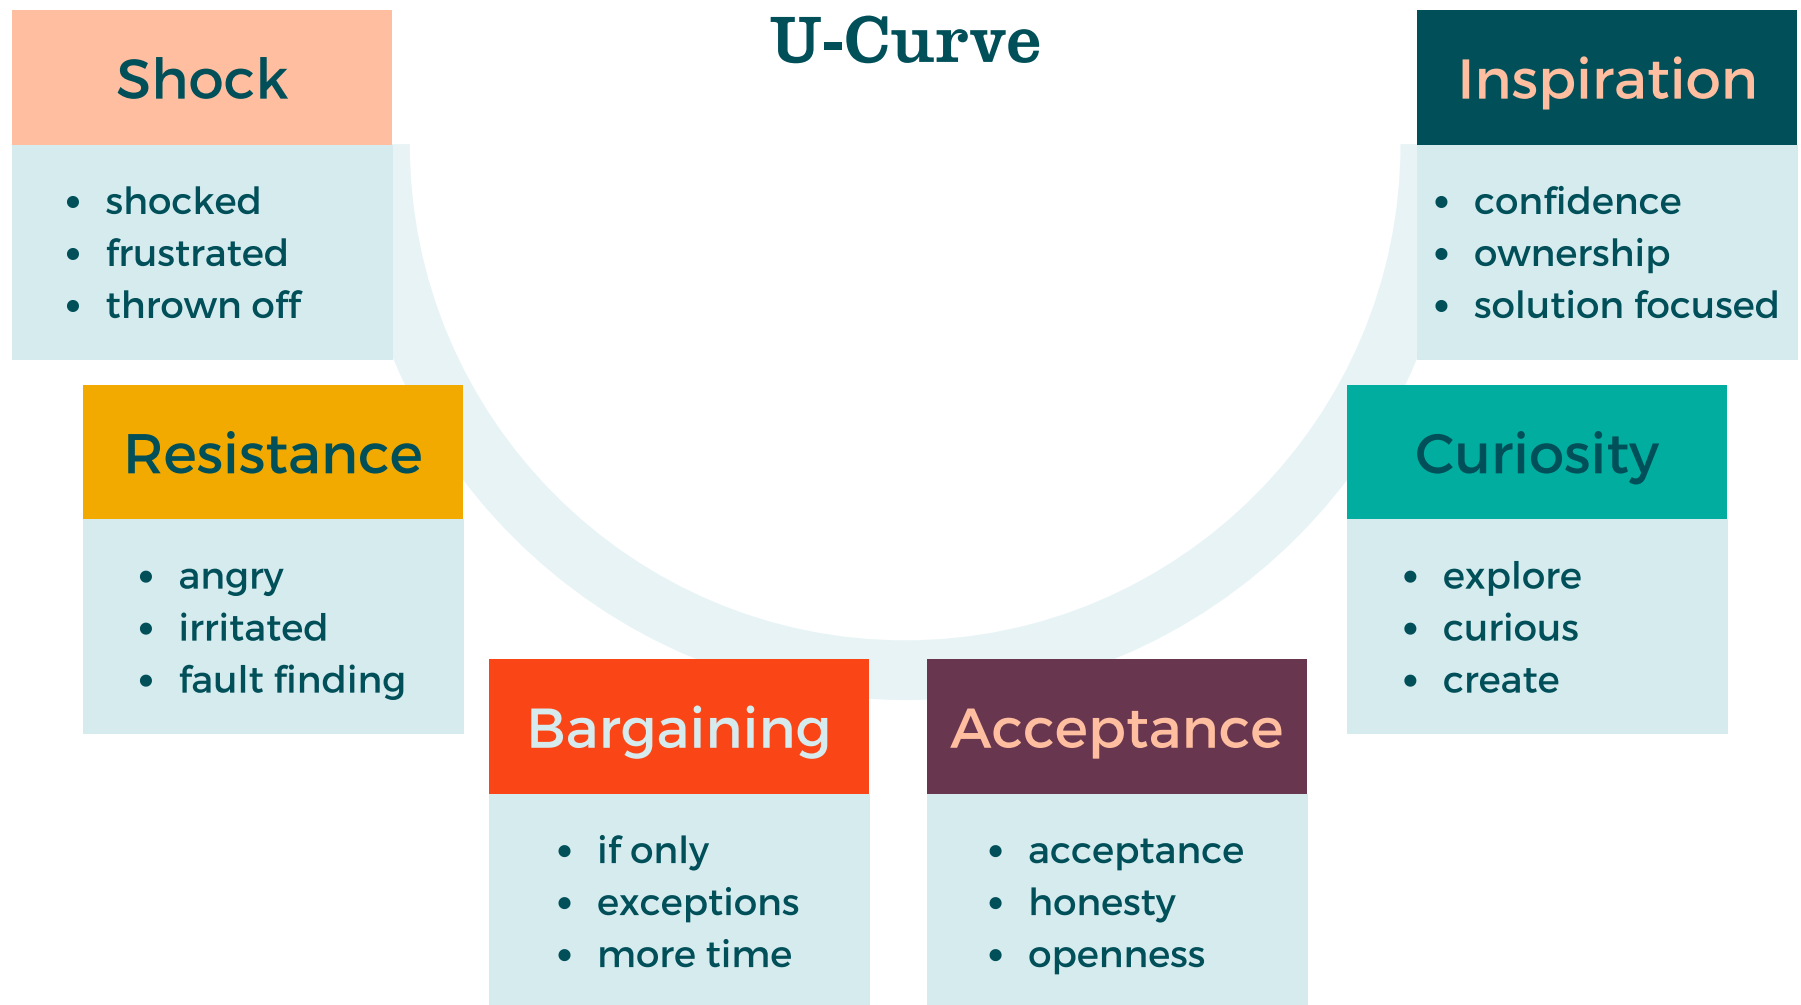 U-Curve
Shock
• shocked
• frustrated
• thrown off
Resistance
• angry
• irritated
• fault finding
Bargaining
• if only
• exceptions
• more time
Acceptance
• acceptance
• honesty
• openness
Curiosity
• explore
• curious
• create
Inspiration
• confidence
• ownership
• solution focused